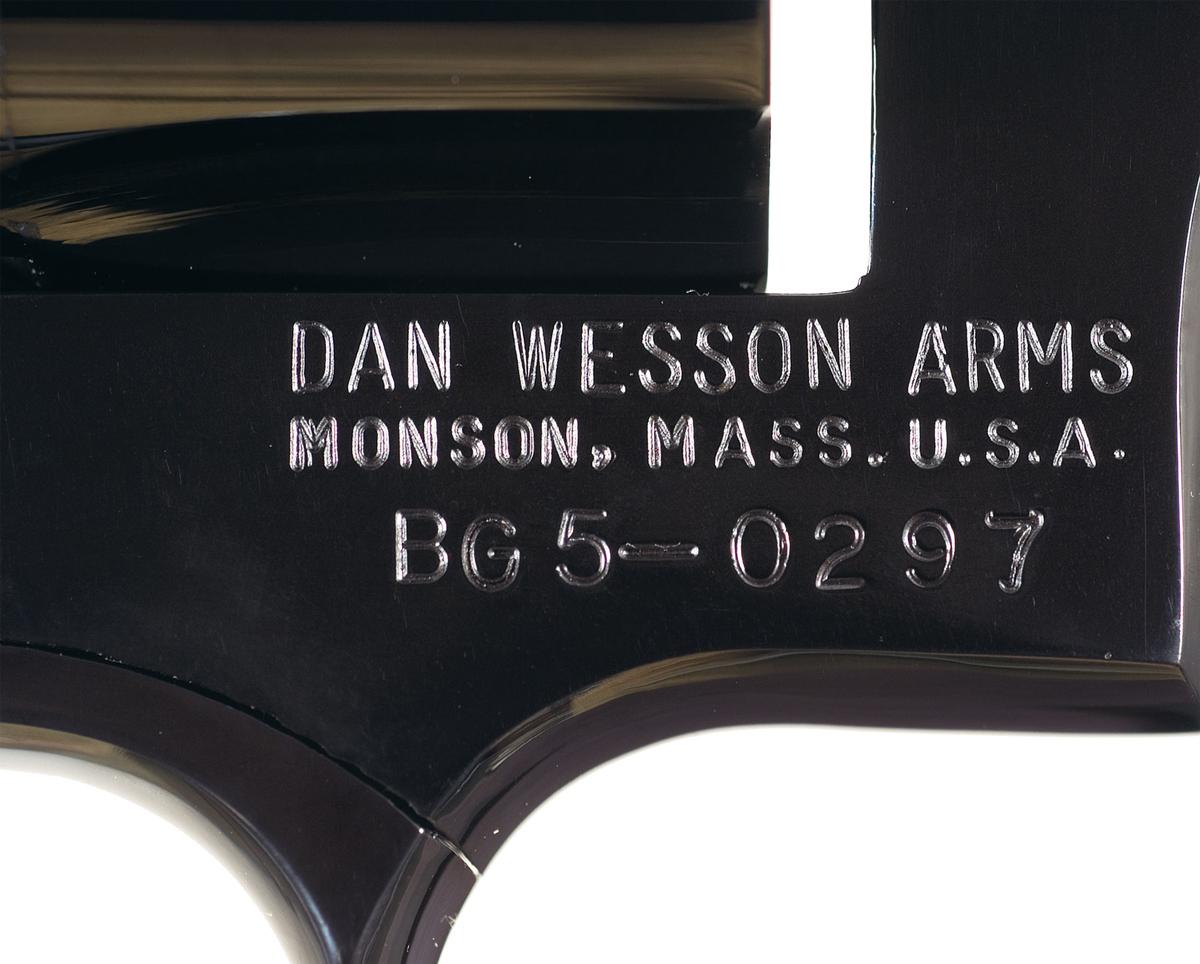 DAN WESSON ARMS
MONSON, MASS. U.S.A.
BG5-0297